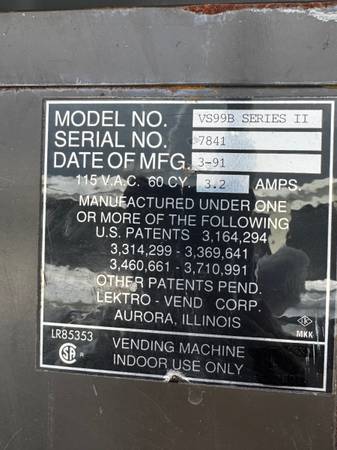 MODEL NO. VS99B SERIES II
SERIAL NO. 7841
DATE OF MFG. 3-91
115 V.A.C. 60 CY. 3.2 AMPS.
MANUFACTURED UNDER ONE
OR MORE OF THE FOLLOWING
U.S. PATENTS 3,164,294
3,314,299 - 3,369,641
3,460,661 - 3,710,991
OTHER PATENTS PEND.
LEKTRO-VEND CORP.
AURORA, ILLINOIS
LR85353
SA ®
VENDING MACHINE
INDOOR USE ONLY
MKK